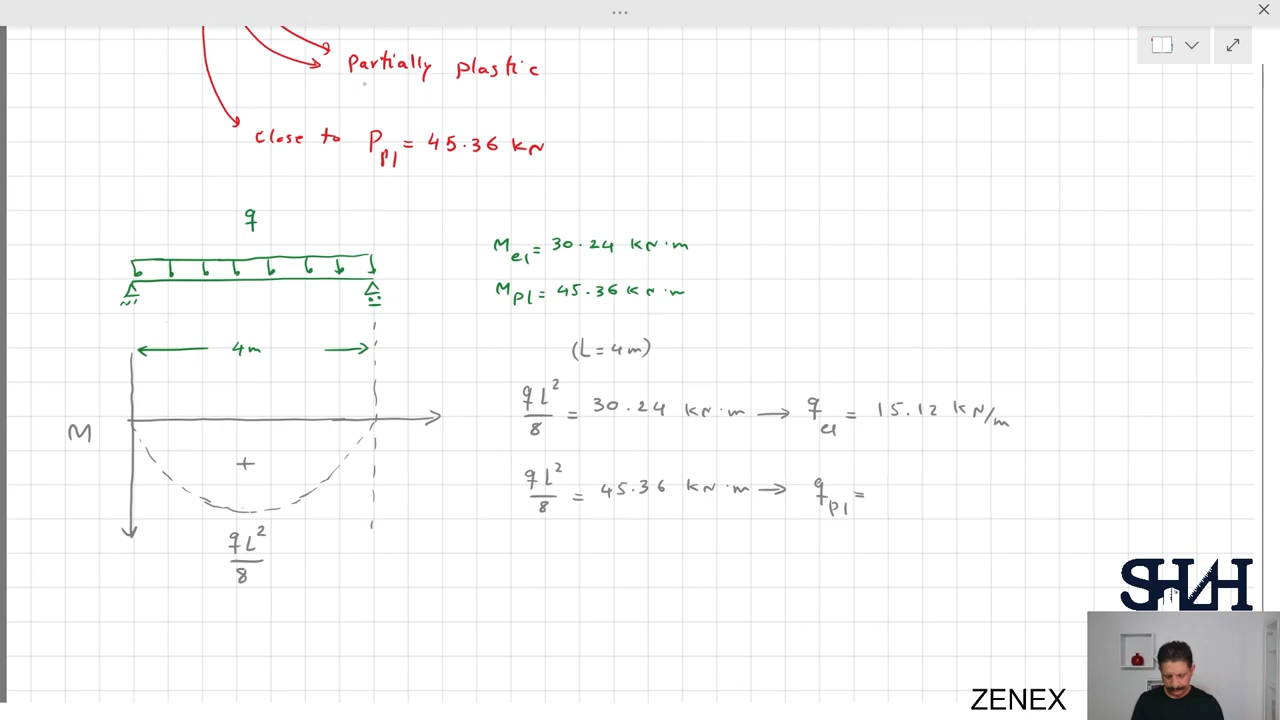 partially plastic
close to P_pl = 45.36 kN
q
M_el = 30.24 kN.m
M_pl = 45.36 kN.m
4m
(L = 4m)
qL²/8 = 30.24 kN.m → q_el = 15.12 kN/m
M
+
qL²/8 = 45.36 kN.m → q_pl =
qL²/8
SHLH
ZENEX